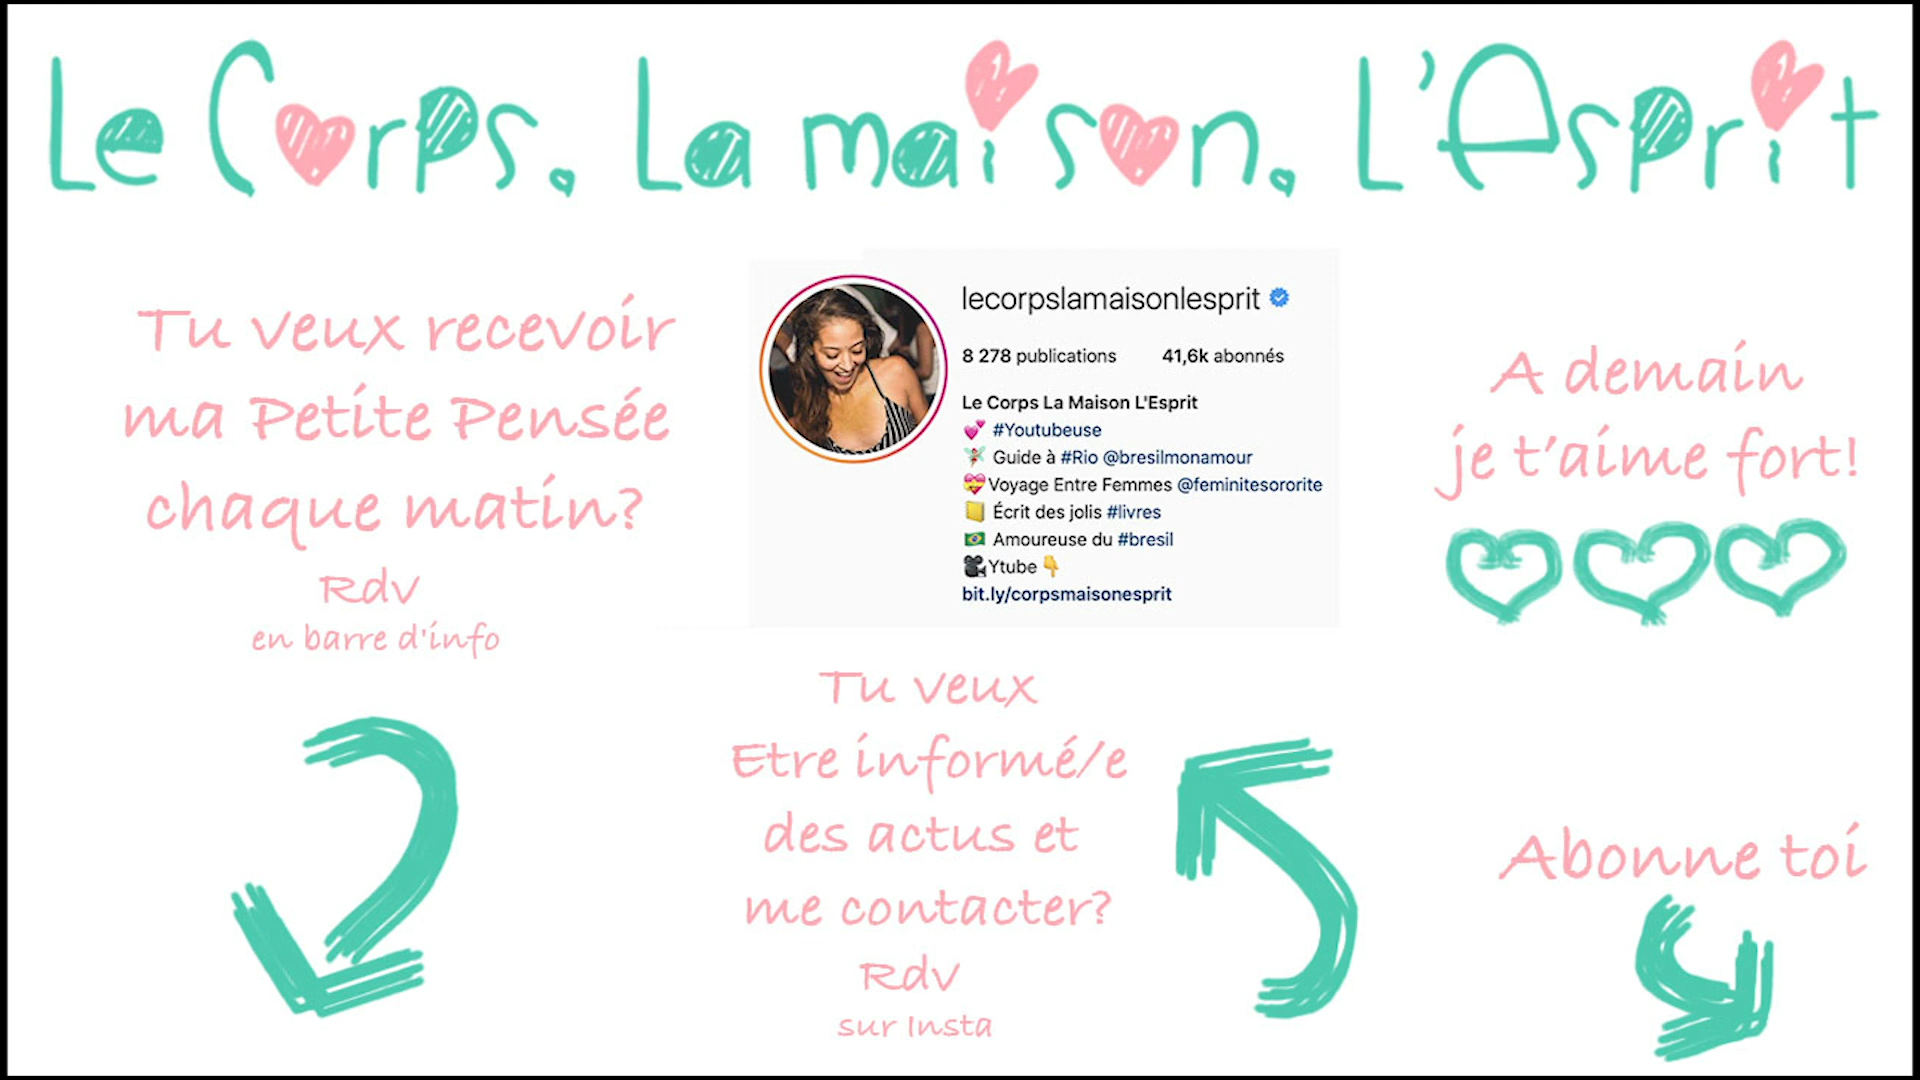 Le Corps. La maison. L'Esprit
Tu veux recevoir
ma Petite Pensée
chaque matin?
Rdv
en barre d'info
lecorpslamaisonlesprit
8 278 publications 41,6k abonnés
Le Corps La Maison L'Esprit
💕 #Youtubeuse
🧚 Guide à #Rio @bresilmonamour
💝Voyage Entre Femmes @feminitesororite
📒 Écrit des jolis #livres
🇧🇷 Amoureuse du #bresil
🎥Ytube👇
bit.ly/corpsmaisonesprit
A demain
je t'aime fort!
Tu veux
Etre informé/e
des actus et
me contacter?
Rdv
sur Insta
Abonne toi